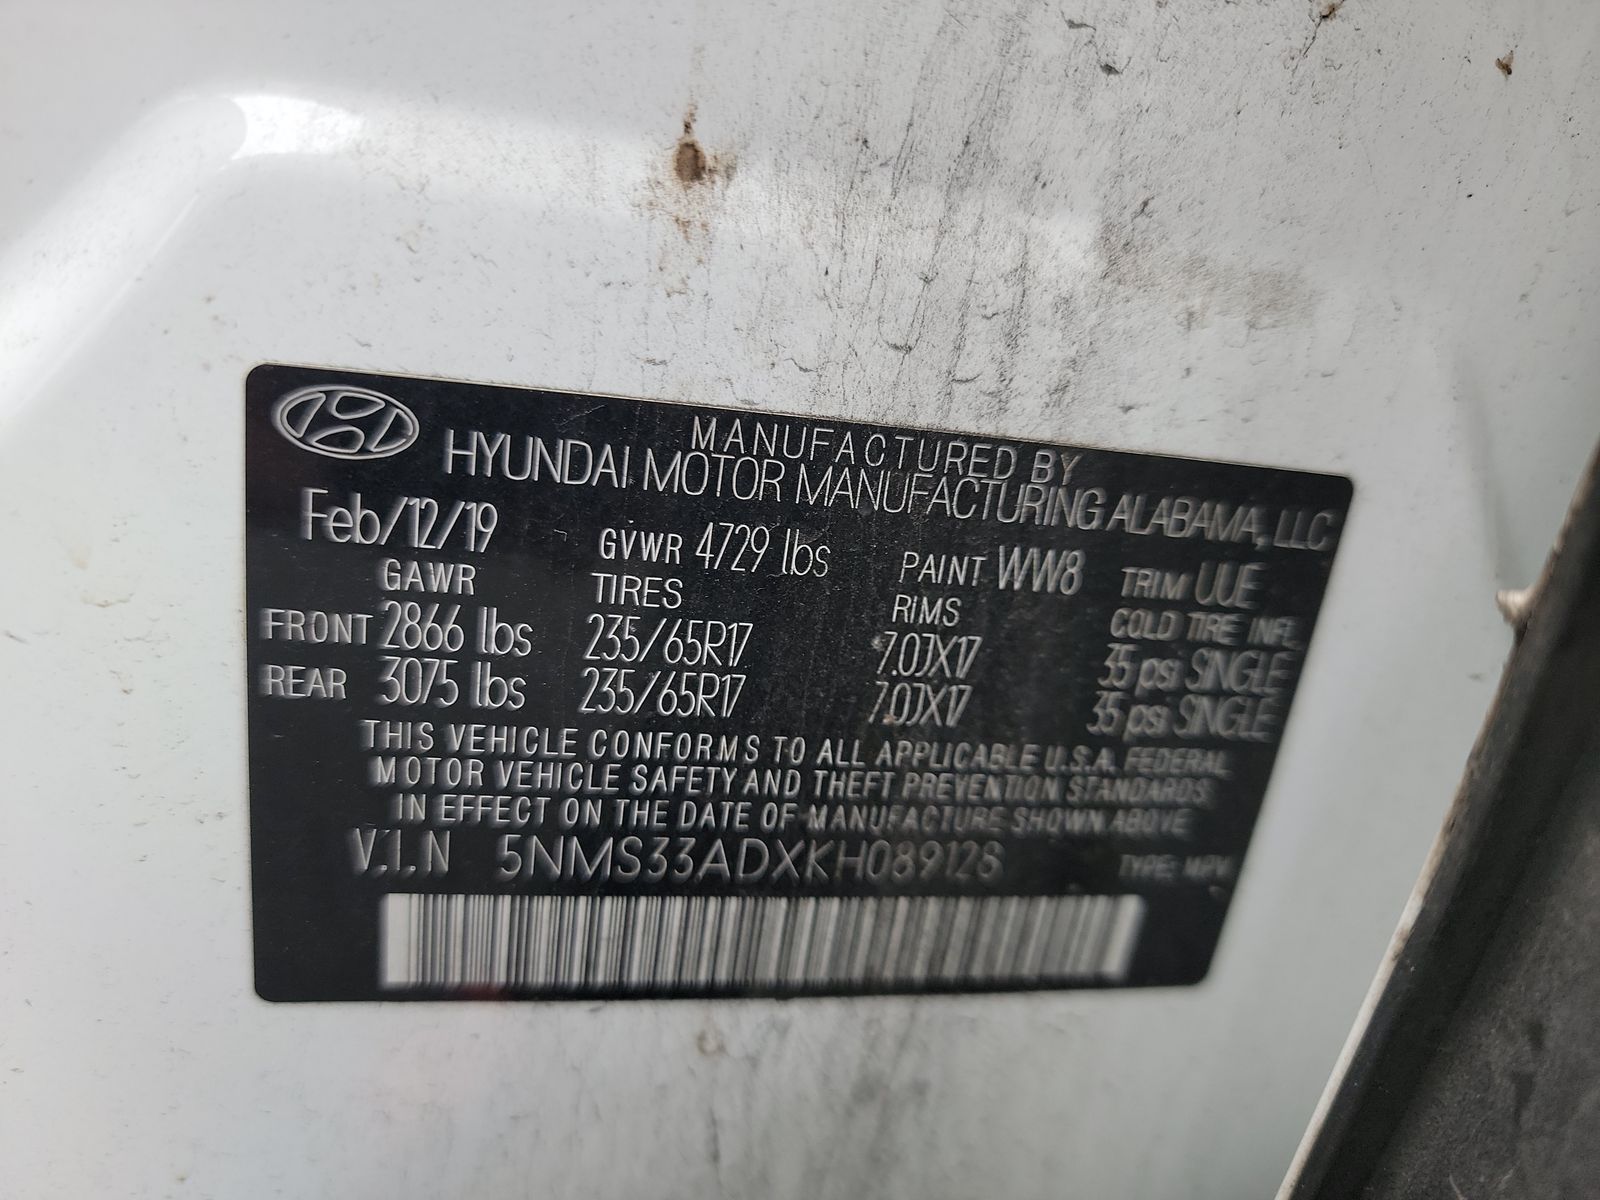 MANUFACTURED BY
HYUNDAI MOTOR MANUFACTURING ALABAMA, LLC
Feb/12/19 GVWR 4729 lbs PAINT WW8 TRIM UUE
GAWR TIRES RIMS COLD TIRE INFL
FRONT 2866 lbs 235/65R17 7.0JX17 35 psi SINGLE
REAR 3075 lbs 235/65R17 7.0JX17 35 psi SINGLE
THIS VEHICLE CONFORMS TO ALL APPLICABLE U.S.A. FEDERAL
MOTOR VEHICLE SAFETY AND THEFT PREVENTION STANDARDS
IN EFFECT ON THE DATE OF MANUFACTURE SHOWN ABOVE
V.I.N 5NMS33ADXKH089128 TYPE: MPV